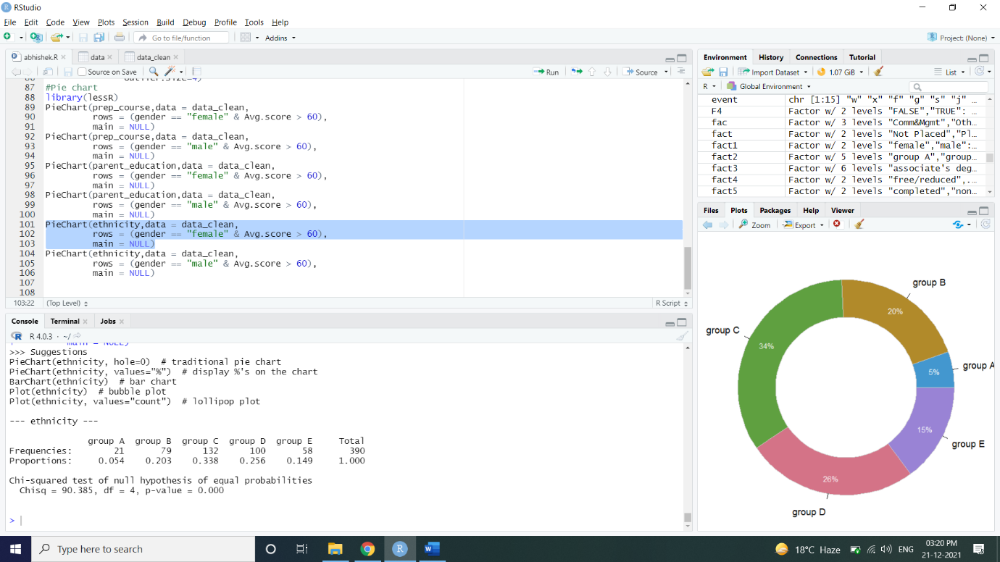 RStudio
File Edit Code View Plots Session Build Debug Profile Tools Help
Go to file/function Addins Project: (None)
abhishek.R data data_clean
Source on Save Run Source
87 #Pie chart
88 library(lessR)
89 PieChart(prep_course,data = data_clean,
90 rows = (gender == "female" & Avg.score > 60),
91 main = NULL)
92 PieChart(prep_course,data = data_clean,
93 rows = (gender == "male" & Avg.score > 60),
94 main = NULL)
95 PieChart(parent_education,data = data_clean,
96 rows = (gender == "female" & Avg.score > 60),
97 main = NULL)
98 PieChart(parent_education,data = data_clean,
99 rows = (gender == "male" & Avg.score > 60),
100 main = NULL)
101 PieChart(ethnicity,data = data_clean,
102 rows = (gender == "female" & Avg.score > 60),
103 main = NULL)
104 PieChart(ethnicity,data = data_clean,
105 rows = (gender == "male" & Avg.score > 60),
106 main = NULL)
107
108
103:22 (Top Level) R Script
Console Terminal Jobs
R 4.0.3 · ~/
>>> Suggestions
PieChart(ethnicity, hole=0) # traditional pie chart
PieChart(ethnicity, values="%") # display %'s on the chart
BarChart(ethnicity) # bar chart
Plot(ethnicity) # bubble plot
Plot(ethnicity, values="count") # lollipop plot
--- ethnicity ---
group A group B group C group D group E Total
Frequencies: 21 79 132 100 58 390
Proportions: 0.054 0.203 0.338 0.256 0.149 1.000
Chi-squared test of null hypothesis of equal probabilities
Chisq = 90.385, df = 4, p-value = 0.000
>
Environment History Connections Tutorial
Import Dataset 1.07 GiB List
R Global Environment
event chr [1:15] "w" "x" "f" "g" "s" "j" …
F4 Factor w/ 2 levels "FALSE","TRUE": …
fac Factor w/ 3 levels "Comm&Mgmt","Oth…
fact Factor w/ 2 levels "Not Placed","Pl…
fact1 Factor w/ 2 levels "female","male":…
fact2 Factor w/ 5 levels "group A","group…
fact3 Factor w/ 6 levels "associate's deg…
fact4 Factor w/ 2 levels "free/reduced",.…
fact5 Factor w/ 2 levels "completed","non…
Files Plots Packages Help Viewer
Zoom Export
group B
20%
group C
34%
group A
5%
15%
group E
26%
group D
Type here to search
W
18°C Haze ENG
03:20 PM
21-12-2021